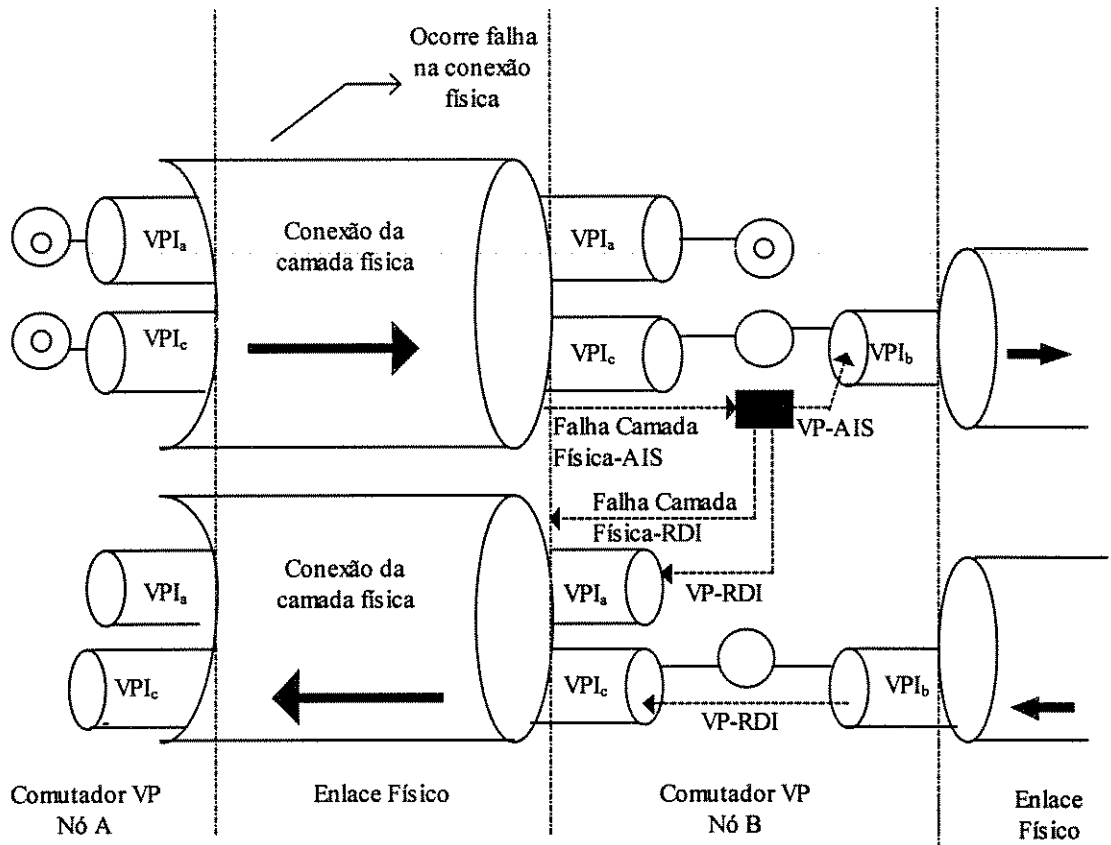 Ocorre falha
na conexão
física
VPIa
Conexão da
camada física
VPIa
VPIc
VPIc
VPIb
Falha Camada
Física-AIS
VP-AIS
Falha Camada
Física-RDI
VPIa
Conexão da
camada física
VPIa
VP-RDI
VPIc
VPIc
VPIb
VP-RDI
Comutador VP
Nó A
Enlace Físico
Comutador VP
Nó B
Enlace
Físico